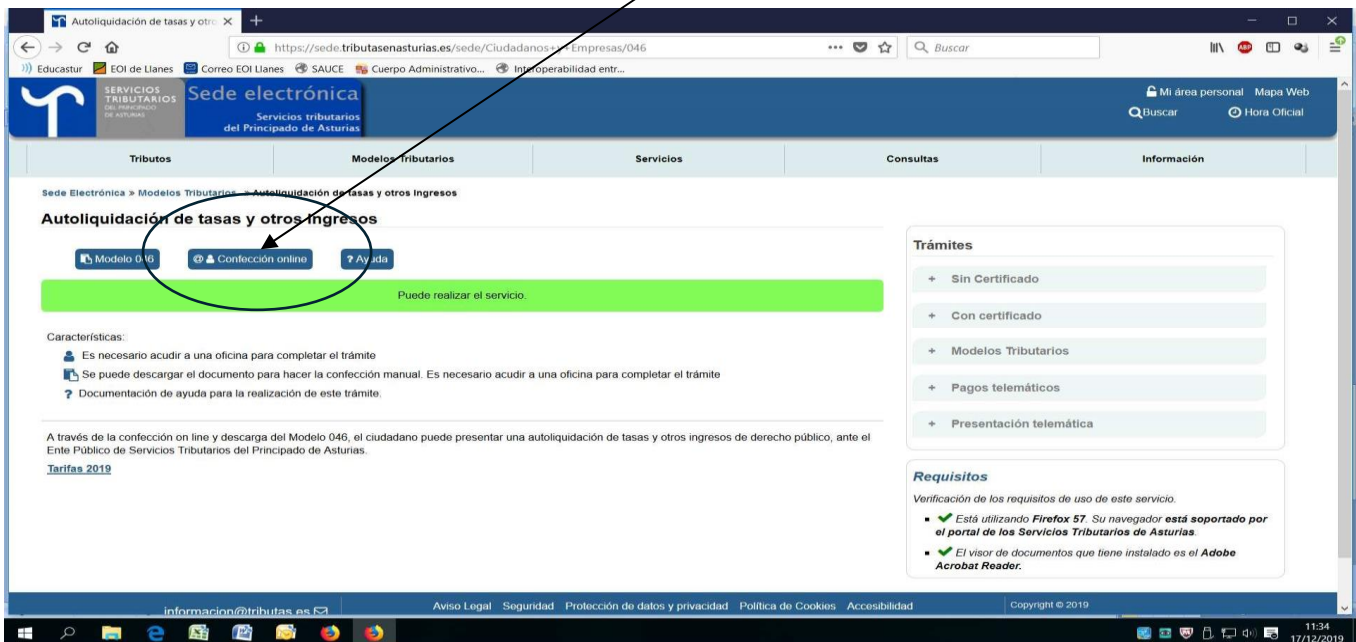 Autoliquidación de tasas y otro
https://sede.tributasenasturias.es/sede/Ciudadanos+y+Empresas/046
Buscar
Educastur EOI de Llanes Correo EOI Llanes SAUCE Cuerpo Administrativo... Interoperabilidad entr...
SERVICIOS
TRIBUTARIOS
DEL PRINCIPADO
DE ASTURIAS
Sede electrónica
Servicios tributarios
del Principado de Asturias
Mi área personal Mapa Web
Buscar Hora Oficial
Tributos Modelos Tributarios Servicios Consultas Información
Sede Electrónica » Modelos Tributarios » Autoliquidación de tasas y otros Ingresos
Autoliquidación de tasas y otros Ingresos
Modelo 046 @ Confección online ? Ayuda
Puede realizar el servicio.
Características:
Es necesario acudir a una oficina para completar el trámite
Se puede descargar el documento para hacer la confección manual. Es necesario acudir a una oficina para completar el trámite
? Documentación de ayuda para la realización de este trámite.
A través de la confección on line y descarga del Modelo 046, el ciudadano puede presentar una autoliquidación de tasas y otros ingresos de derecho público, ante el
Ente Público de Servicios Tributarios del Principado de Asturias.
Tarifas 2019
Trámites
+ Sin Certificado
+ Con certificado
+ Modelos Tributarios
+ Pagos telemáticos
+ Presentación telemática
Requisitos
Verificación de los requisitos de uso de este servicio.
Está utilizando Firefox 57. Su navegador está soportado por
el portal de los Servicios Tributarios de Asturias.
El visor de documentos que tiene instalado es el Adobe
Acrobat Reader.
informacion@tributas.es
Aviso Legal Seguridad Protección de datos y privacidad Política de Cookies Accesibilidad
Copyright © 2019
11:34
17/12/2019